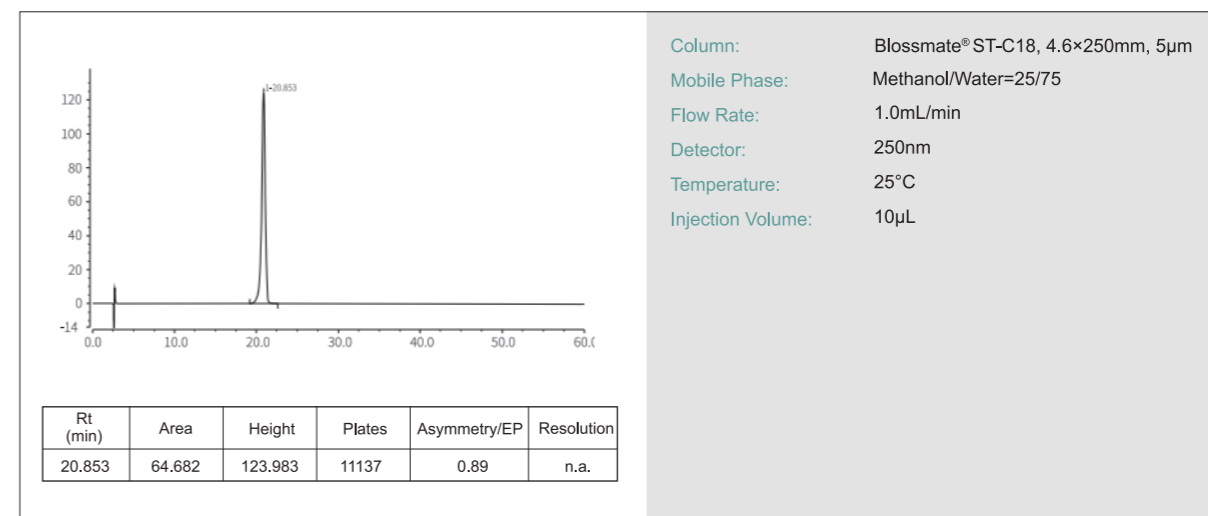 120
100
80
60
40
20
0
-14
1-20.853
0.0 10.0 20.0 30.0 40.0 50.0 60.(
Rt (min) Area Height Plates Asymmetry/EP Resolution
20.853 64.682 123.983 11137 0.89 n.a.
Column: Blossmate® ST-C18, 4.6×250mm, 5μm
Mobile Phase: Methanol/Water=25/75
Flow Rate: 1.0mL/min
Detector: 250nm
Temperature: 25°C
Injection Volume: 10μL